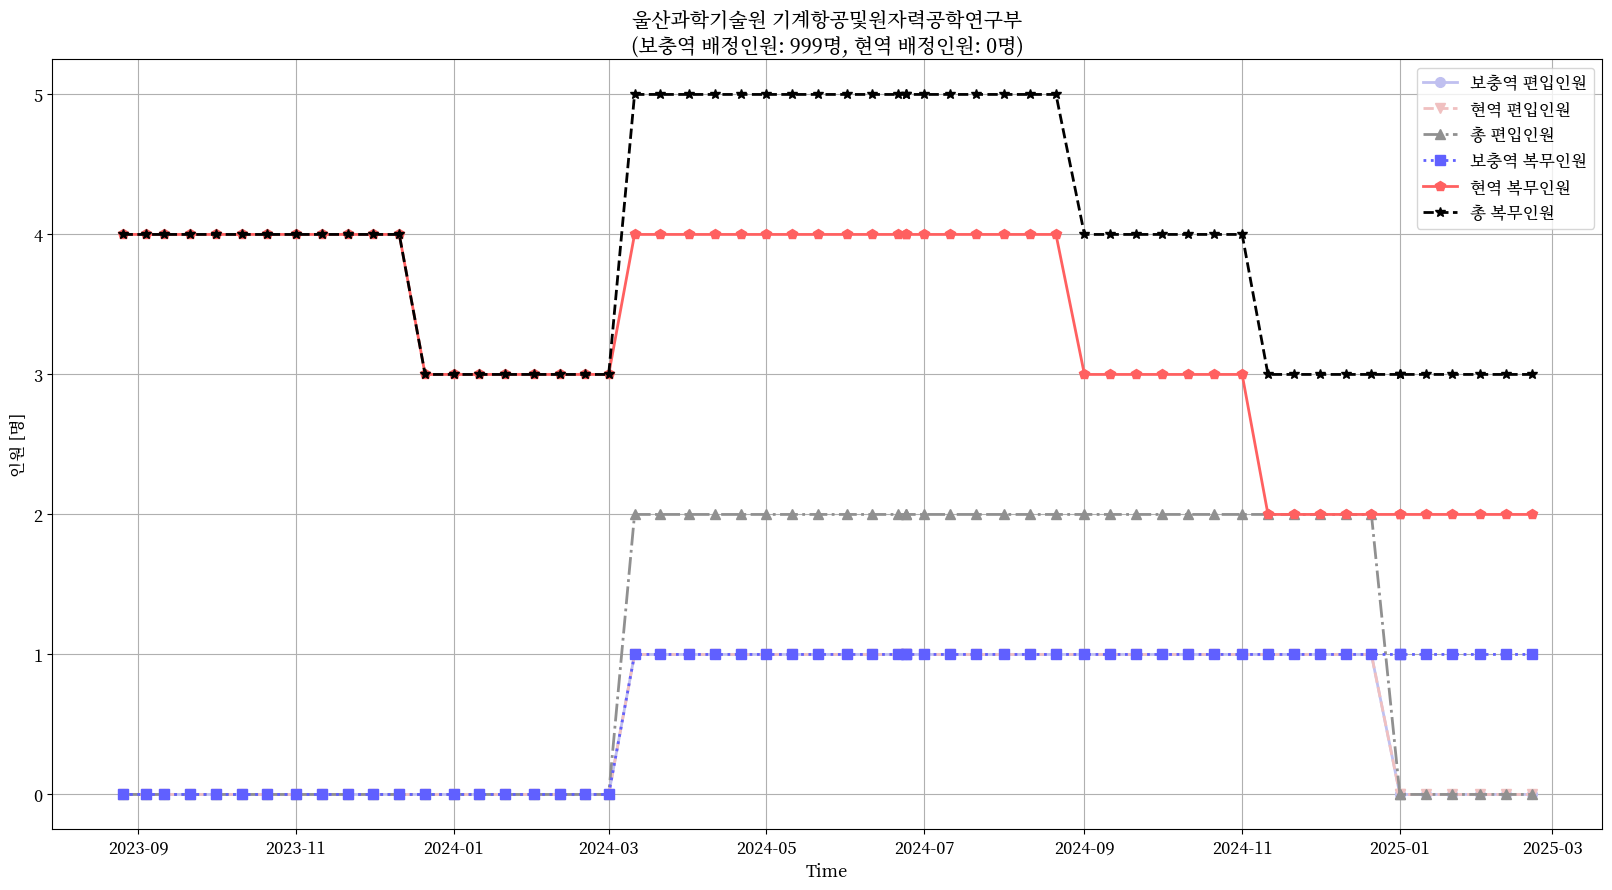 울산과학기술원 기계항공및원자력공학연구부
(보충역 배정인원: 999명, 현역 배정인원: 0명)
보충역 편입인원
현역 편입인원
총 편입인원
보충역 복무인원
현역 복무인원
총 복무인원
인원 [명]
5
4
3
2
1
0
2023-09
2023-11
2024-01
2024-03
2024-05
2024-07
2024-09
2024-11
2025-01
2025-03
Time